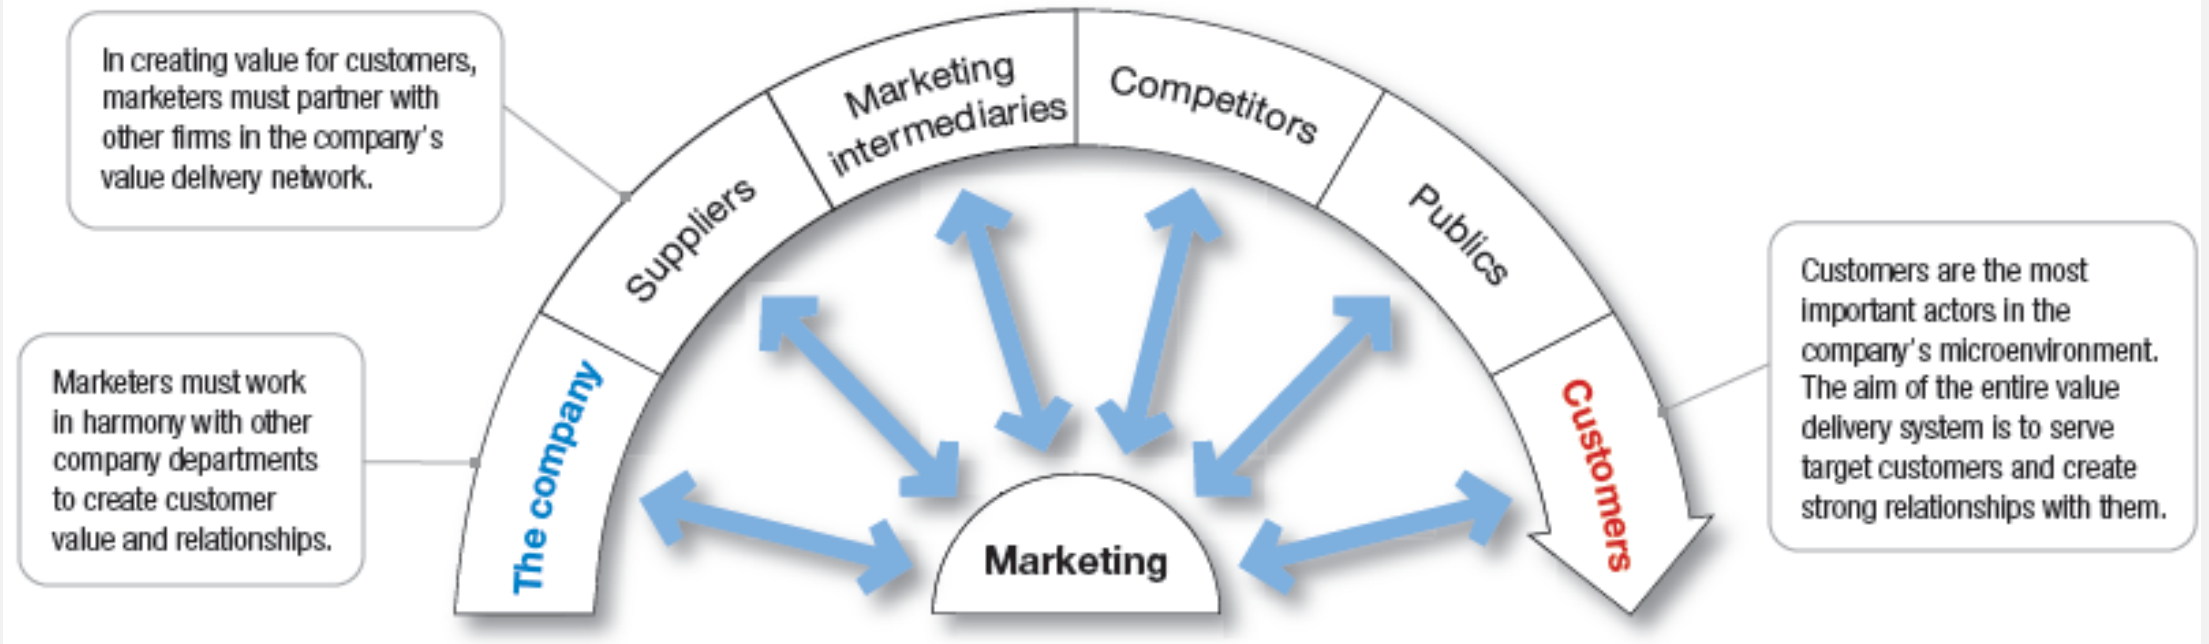 In creating value for customers,
marketers must partner with
other firms in the company's
value delivery network.
Marketers must work
in harmony with other
company departments
to create customer
value and relationships.
The company
Suppliers
Marketing
intermediaries
Competitors
Publics
Customers
Marketing
Customers are the most
important actors in the
company's microenvironment.
The aim of the entire value
delivery system is to serve
target customers and create
strong relationships with them.